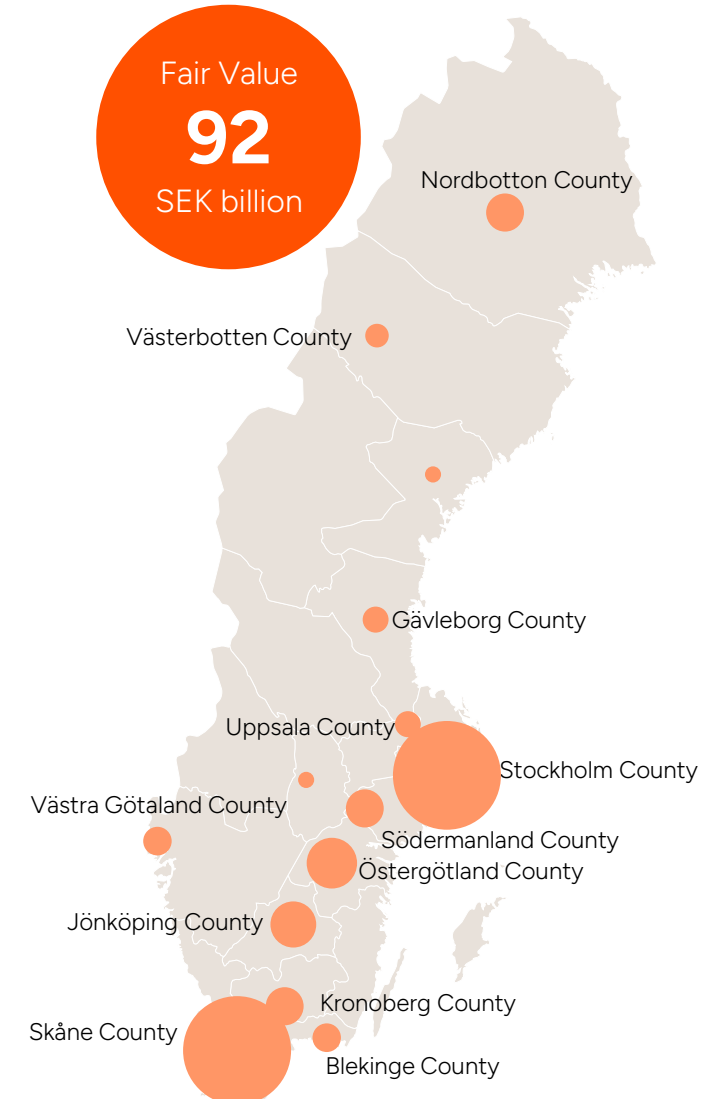 Fair Value
92
SEK billion
Nordbotton County
Västerbotten County
Gävleborg County
Uppsala County
Stockholm County
Västra Götaland County
Södermanland County
Östergötland County
Jönköping County
Kronoberg County
Skåne County
Blekinge County